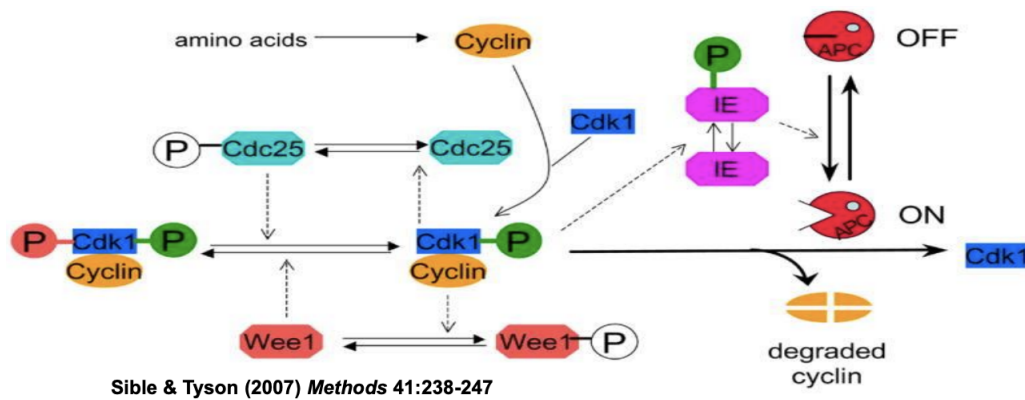 amino acids
Cyclin
P
APC
OFF
IE
Cdk1
P
Cdc25
Cdc25
IE
APC
ON
P
Cdk1
P
Cdk1
P
Cdk1
Cyclin
Cyclin
Wee1
Wee1
P
degraded
cyclin
Sible & Tyson (2007) Methods 41:238-247